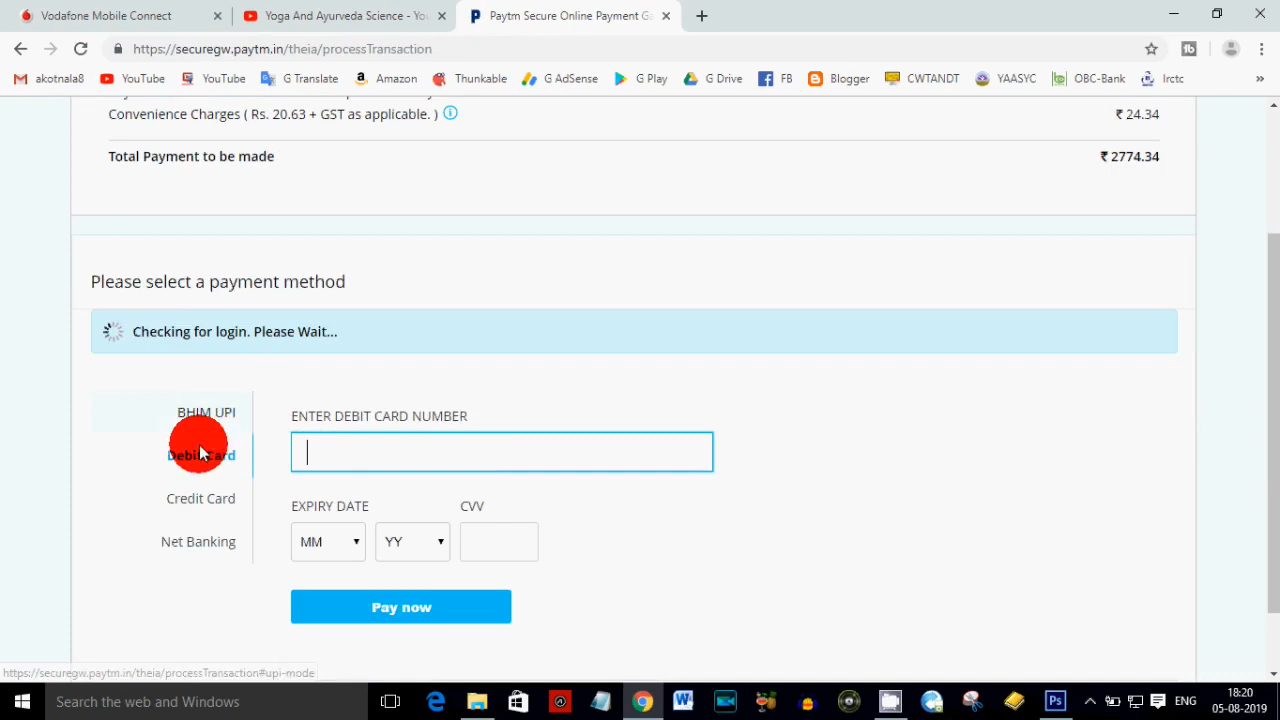 Vodafone Mobile Connect
Yoga And Ayurveda Science - You
Paytm Secure Online Payment Ga
https://securegw.paytm.in/theia/processTransaction
akotnala8 YouTube YouTube G Translate Amazon Thunkable G AdSense G Play G Drive FB Blogger CWTANDT YAASYC OBC-Bank Irctc »
Convenience Charges ( Rs. 20.63 + GST as applicable. ) ₹ 24.34
Total Payment to be made ₹ 2774.34
Please select a payment method
Checking for login. Please Wait...
BHIM UPI
Debit Card
Credit Card
Net Banking
ENTER DEBIT CARD NUMBER
EXPIRY DATE CVV
MM YY
Pay now
https://securegw.paytm.in/theia/processTransaction#upi-mode
Search the web and Windows
ENG
18:20
05-08-2019